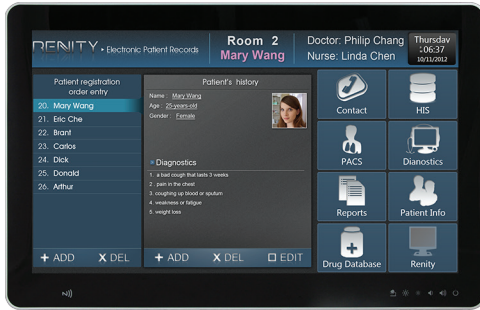 RENITY • Electronic Patient Records
Room 2
Mary Wang
Doctor: Philip Chang
Nurse: Linda Chen
Thursday
06:37
10/11/2012
Patient registration
order entry
20. Mary Wang
21. Eric Che
22. Brant
23. Carlos
24. Dick
25. Donald
26. Arthur
+ ADD X DEL
Patient's history
Name : Mary Wang
Age : 25-years-old
Gender : Female
Diagnostics
1. a bad cough that lasts 3 weeks
2. pain in the chest
3. coughing up blood or sputum
4. weakness or fatigue
5. weight loss
+ ADD X DEL EDIT
Contact
HIS
PACS
Dianostics
Reports
Patient Info
Drug Database
Renity